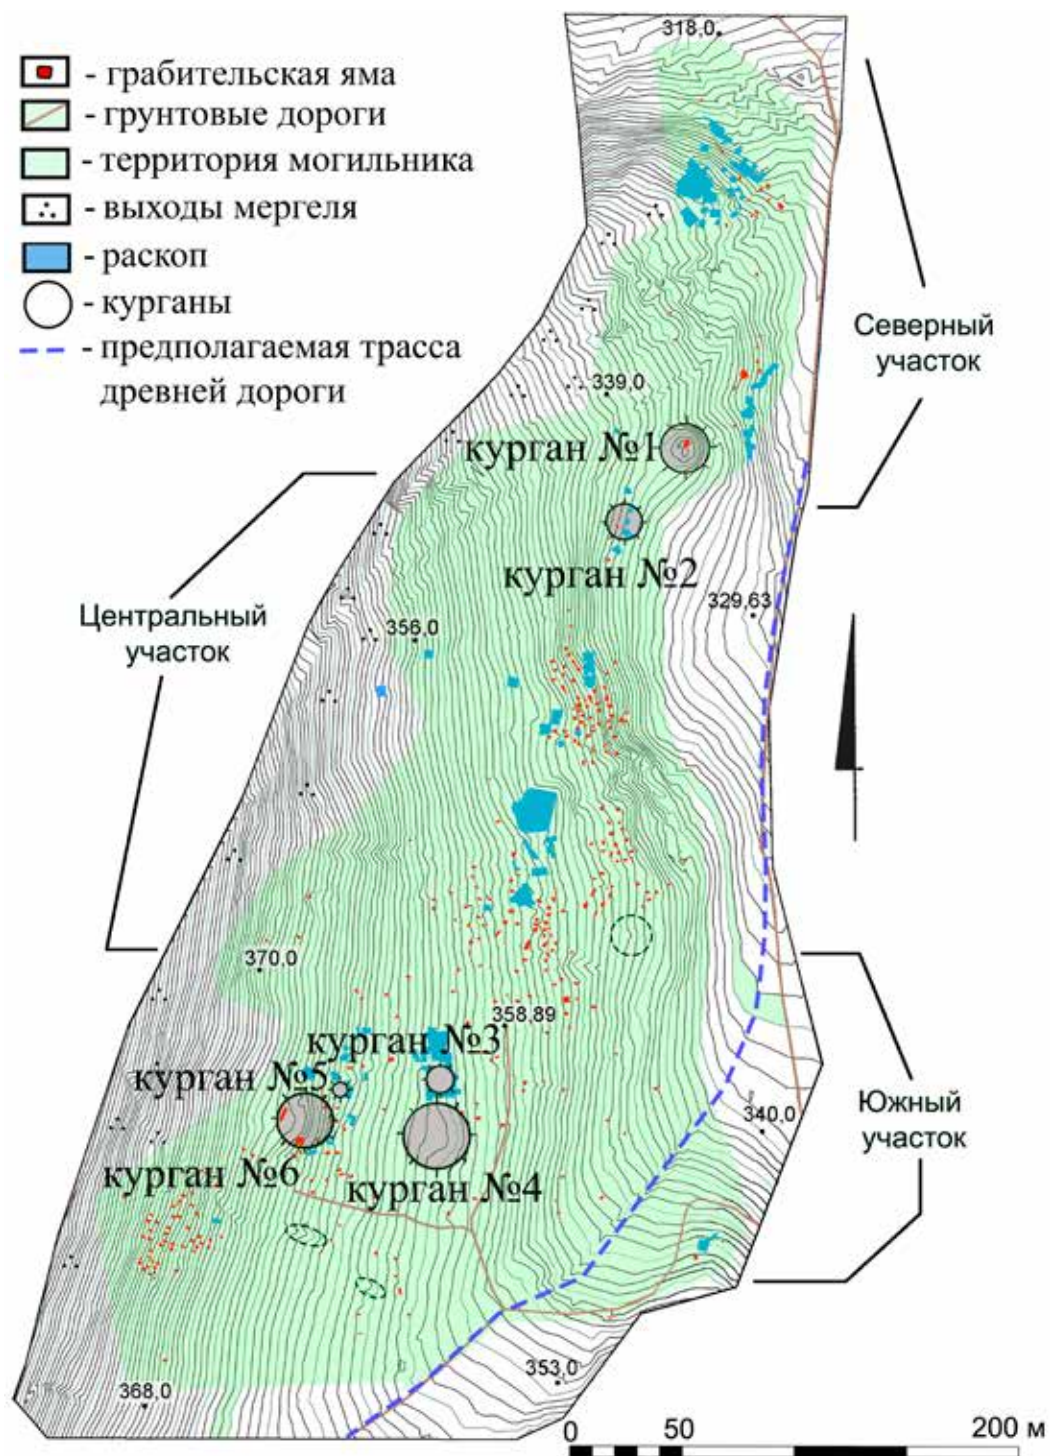 318,0
- грабительская яма
- грунтовые дороги
- территория могильника
- выходы мергеля
- раскоп
- курганы
- предполагаемая трасса
древней дороги
Северный
участок
339,0
курган №1
курган №2
329,63
Центральный
участок
356,0
370,0
358,89
курган №3
курган №5
курган №6
курган №4
340,0
Южный
участок
353,0
368,0
0 50 200 м